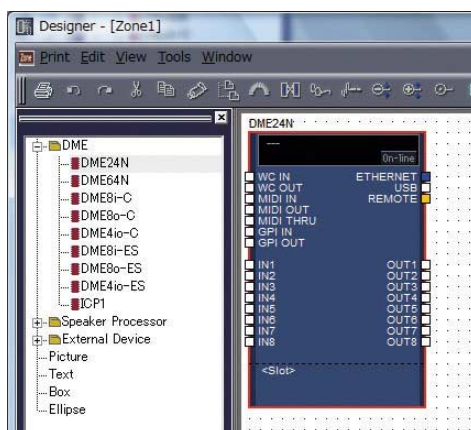 Designer - [Zone1]
Print Edit View Tools Window
DME
DME24N
DME64N
DME8i-C
DME8o-C
DME4io-C
DME8i-ES
DME8o-ES
DME4io-ES
ICP1
Speaker Processor
External Device
Picture
Text
Box
Ellipse
DME24N
---
On-line
WC IN ETHERNET
WC OUT USB
MIDI IN REMOTE
MIDI OUT
MIDI THRU
GPI IN
GPI OUT
IN1 OUT1
IN2 OUT2
IN3 OUT3
IN4 OUT4
IN5 OUT5
IN6 OUT6
IN7 OUT7
IN8 OUT8
<Slot>